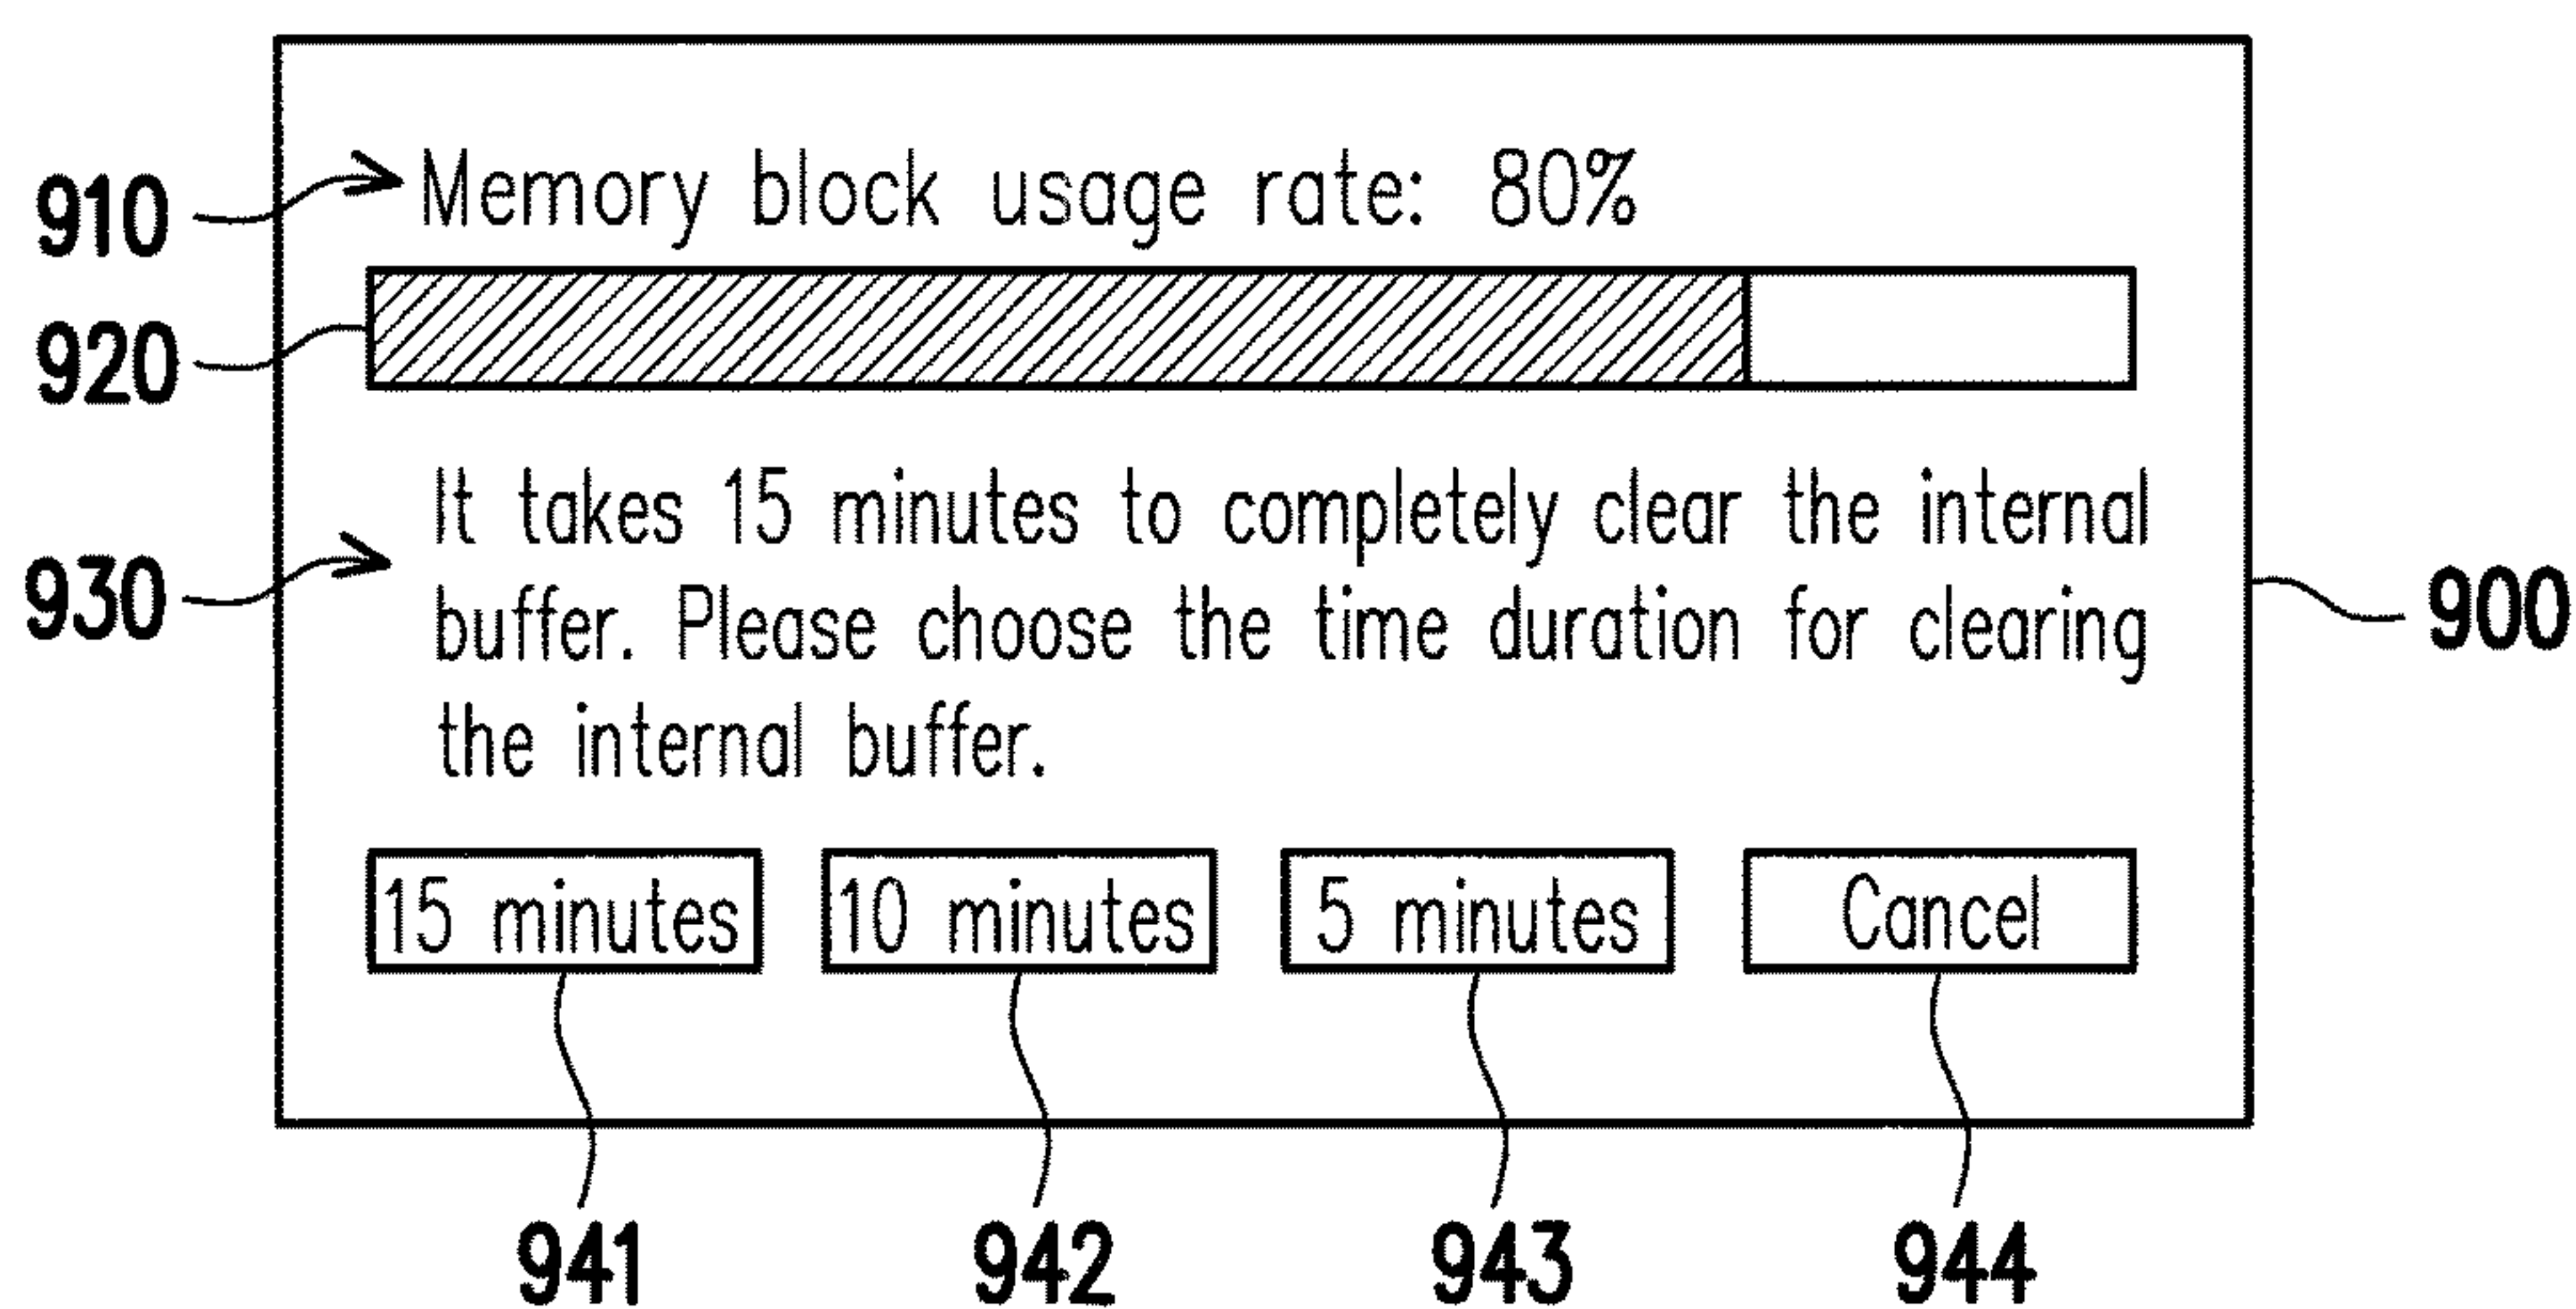 910
Memory block usage rate: 80%
920
930
It takes 15 minutes to completely clear the internal
buffer. Please choose the time duration for clearing
the internal buffer.
900
15 minutes
10 minutes
5 minutes
Cancel
941
942
943
944